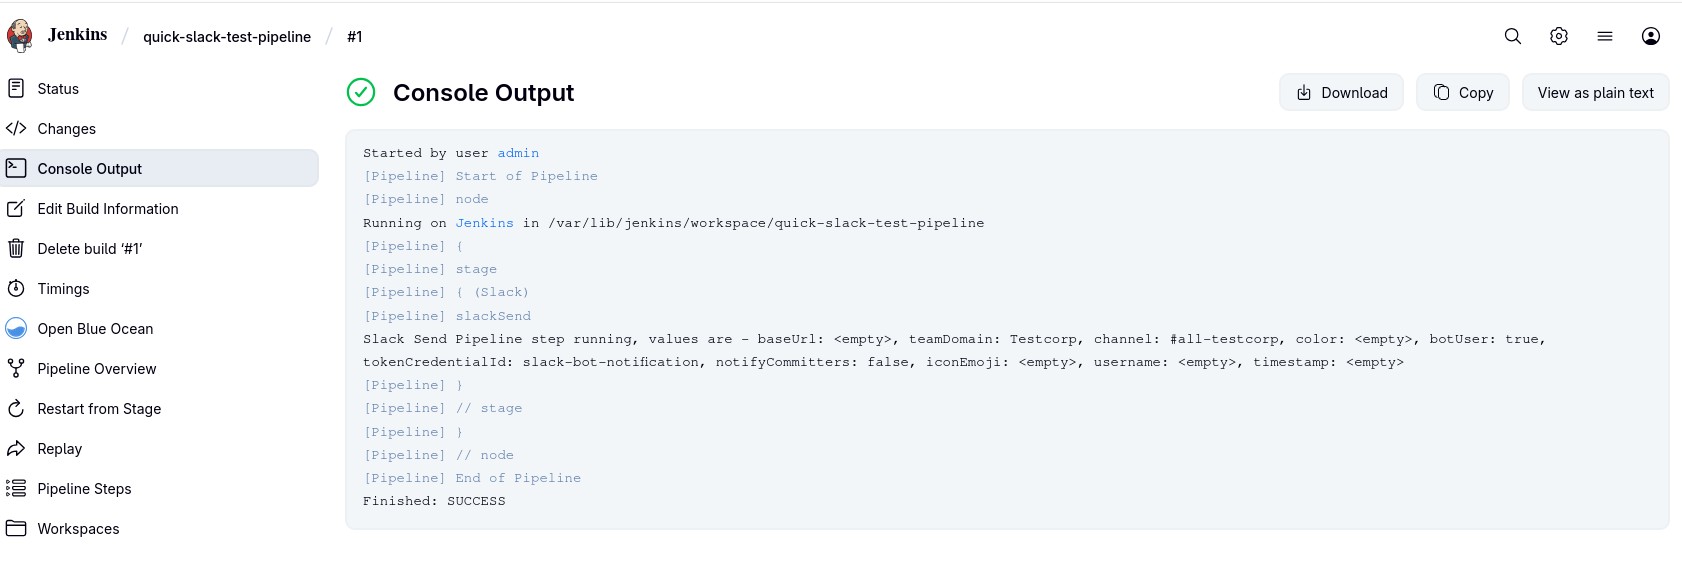 Jenkins / quick-slack-test-pipeline / #1
Status
Changes
Console Output
Edit Build Information
Delete build ‘#1’
Timings
Open Blue Ocean
Pipeline Overview
Restart from Stage
Replay
Pipeline Steps
Workspaces
Console Output
Download
Copy
View as plain text
Started by user admin
[Pipeline] Start of Pipeline
[Pipeline] node
Running on Jenkins in /var/lib/jenkins/workspace/quick-slack-test-pipeline
[Pipeline] {
[Pipeline] stage
[Pipeline] { (Slack)
[Pipeline] slackSend
Slack Send Pipeline step running, values are - baseUrl: <empty>, teamDomain: Testcorp, channel: #all-testcorp, color: <empty>, botUser: true,
tokenCredentialId: slack-bot-notification, notifyCommitters: false, iconEmoji: <empty>, username: <empty>, timestamp: <empty>
[Pipeline] }
[Pipeline] // stage
[Pipeline] }
[Pipeline] // node
[Pipeline] End of Pipeline
Finished: SUCCESS